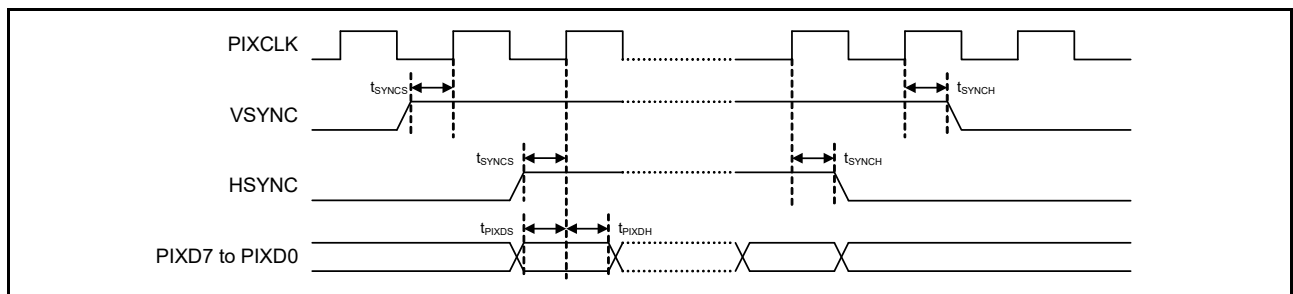 PIXCLK
tSYNCS
tSYNCH
VSYNC
tSYNCS
tSYNCH
HSYNC
tPIXDS
tPIXDH
PIXD7 to PIXD0